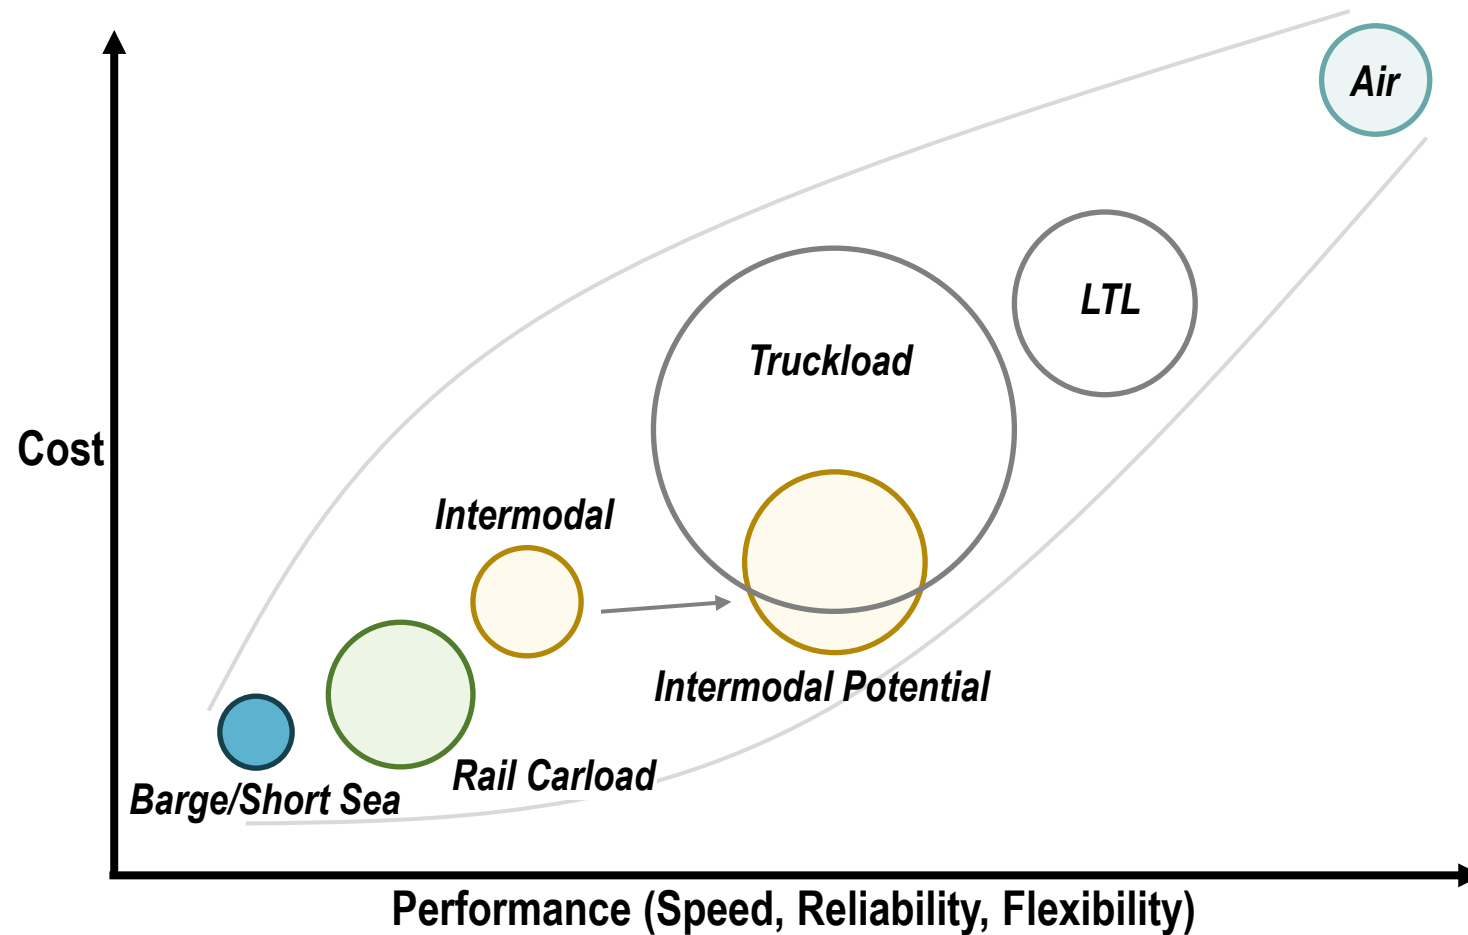 Air
LTL
Truckload
Cost
Intermodal
Intermodal Potential
Rail Carload
Barge/Short Sea
Performance (Speed, Reliability, Flexibility)